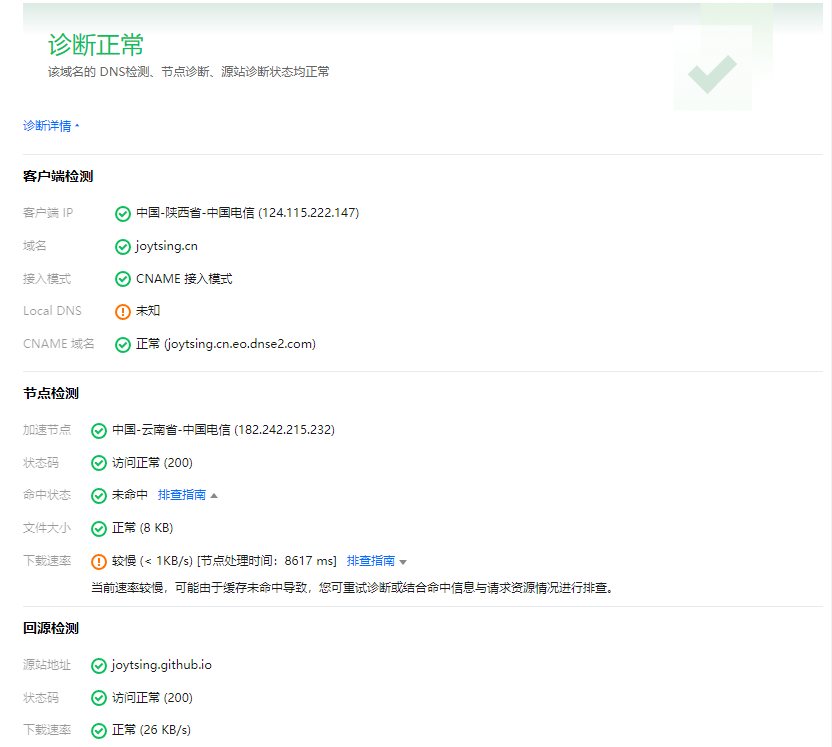 诊断正常
该域名的 DNS检测、节点诊断、源站诊断状态均正常
诊断详情
客户端检测
客户端 IP 中国-陕西省-中国电信 (124.115.222.147)
域名 joytsing.cn
接入模式 CNAME 接入模式
Local DNS 未知
CNAME 域名 正常 (joytsing.cn.eo.dnse2.com)
节点检测
加速节点 中国-云南省-中国电信 (182.242.215.232)
状态码 访问正常 (200)
命中状态 未命中 排查指南
文件大小 正常 (8 KB)
下载速率 较慢 (< 1KB/s) [节点处理时间：8617 ms] 排查指南
当前速率较慢，可能由于缓存未命中导致，您可重试诊断或结合命中信息与请求资源情况进行排查。
回源检测
源站地址 joytsing.github.io
状态码 访问正常 (200)
下载速率 正常 (26 KB/s)